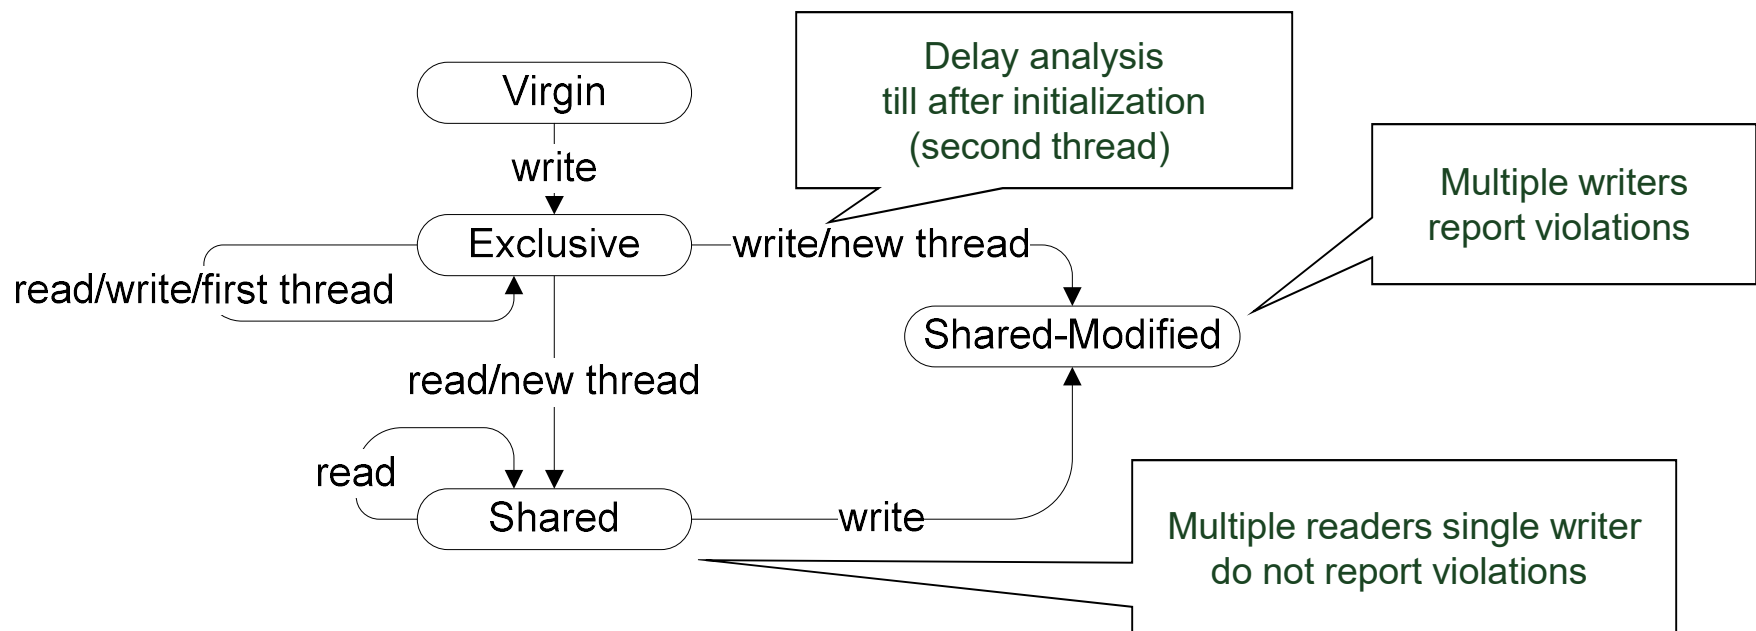 Delay analysis
till after initialization
(second thread)
Virgin
write
Multiple writers
report violations
Exclusive
write/new thread
read/write/first thread
Shared-Modified
read/new thread
read
Shared
write
Multiple readers single writer
do not report violations